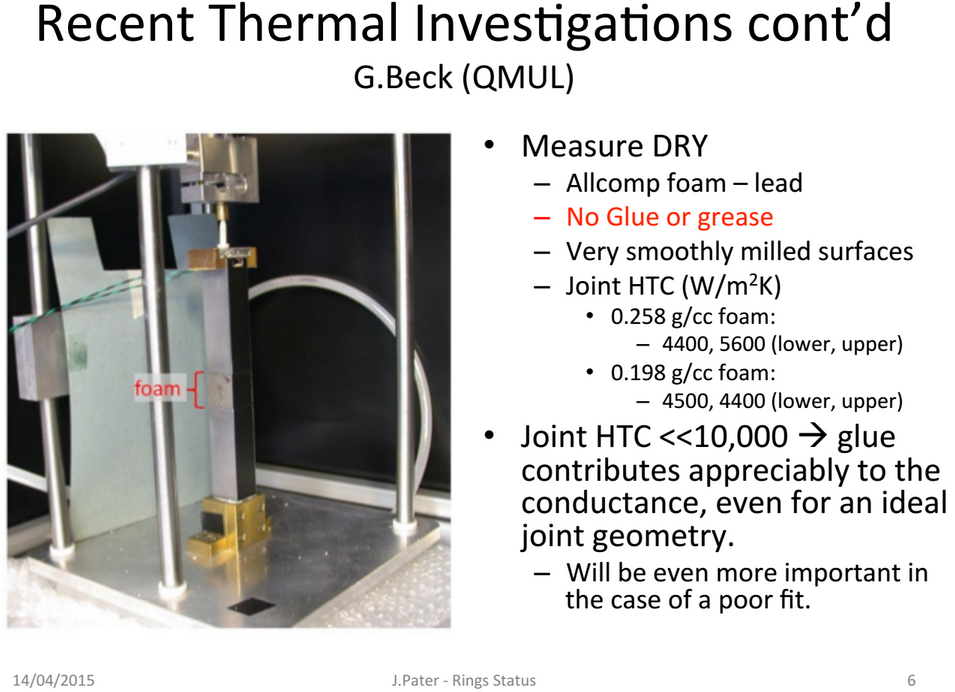 Recent Thermal Investigations cont’d
G.Beck (QMUL)
foam
• Measure DRY
– Allcomp foam – lead
– No Glue or grease
– Very smoothly milled surfaces
– Joint HTC (W/m²K)
• 0.258 g/cc foam:
– 4400, 5600 (lower, upper)
• 0.198 g/cc foam:
– 4500, 4400 (lower, upper)
• Joint HTC <<10,000 → glue
contributes appreciably to the
conductance, even for an ideal
joint geometry.
– Will be even more important in
the case of a poor fit.
14/04/2015
J.Pater - Rings Status
6